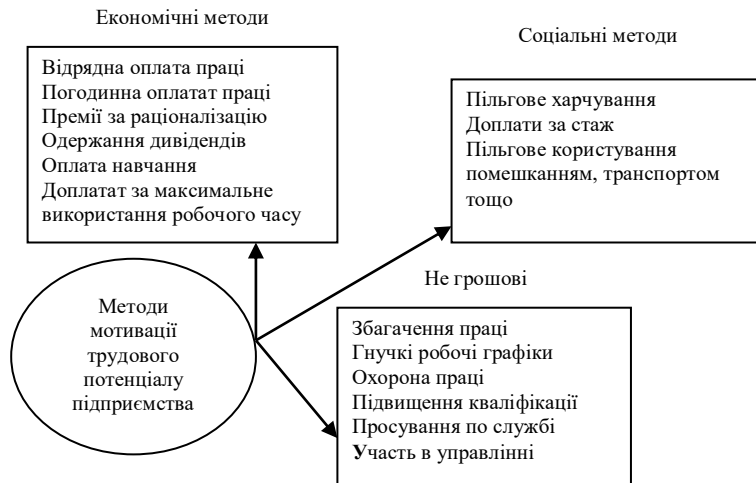 Економічні методи
Відрядна оплата праці
Погодинна оплатат праці
Премії за раціоналізацію
Одержання дивідендів
Оплата навчання
Доплатат за максимальне
використання робочого часу
Соціальні методи
Пільгове харчування
Доплати за стаж
Пільгове користування
помешканням, транспортом
тощо
Методи
мотивації
трудового
потенціалу
підприємства
Не грошові
Збагачення праці
Гнучкі робочі графіки
Охорона праці
Підвищення кваліфікації
Просування по службі
Участь в управлінні